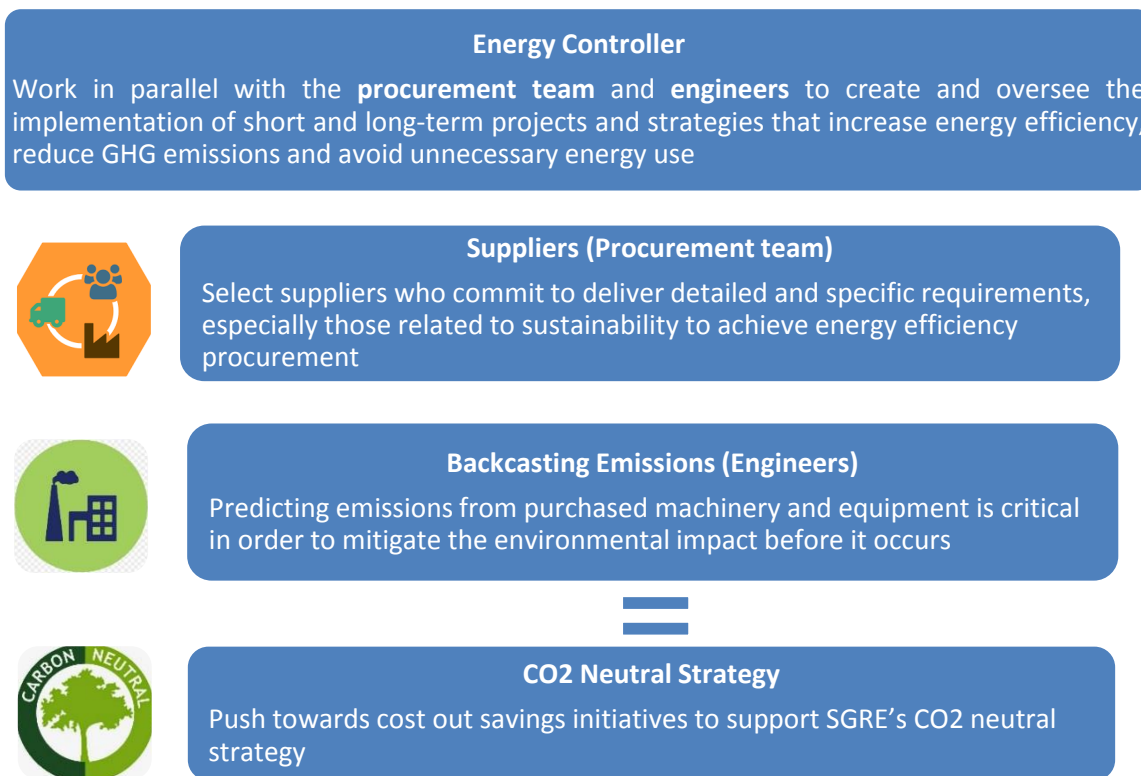 Energy Controller
Work in parallel with the procurement team and engineers to create and oversee the
implementation of short and long-term projects and strategies that increase energy efficiency,
reduce GHG emissions and avoid unnecessary energy use
Suppliers (Procurement team)
Select suppliers who commit to deliver detailed and specific requirements,
especially those related to sustainability to achieve energy efficiency
procurement
Backcasting Emissions (Engineers)
Predicting emissions from purchased machinery and equipment is critical
in order to mitigate the environmental impact before it occurs
=
CARBON NEUTRAL
CO2 Neutral Strategy
Push towards cost out savings initiatives to support SGRE's CO2 neutral
strategy